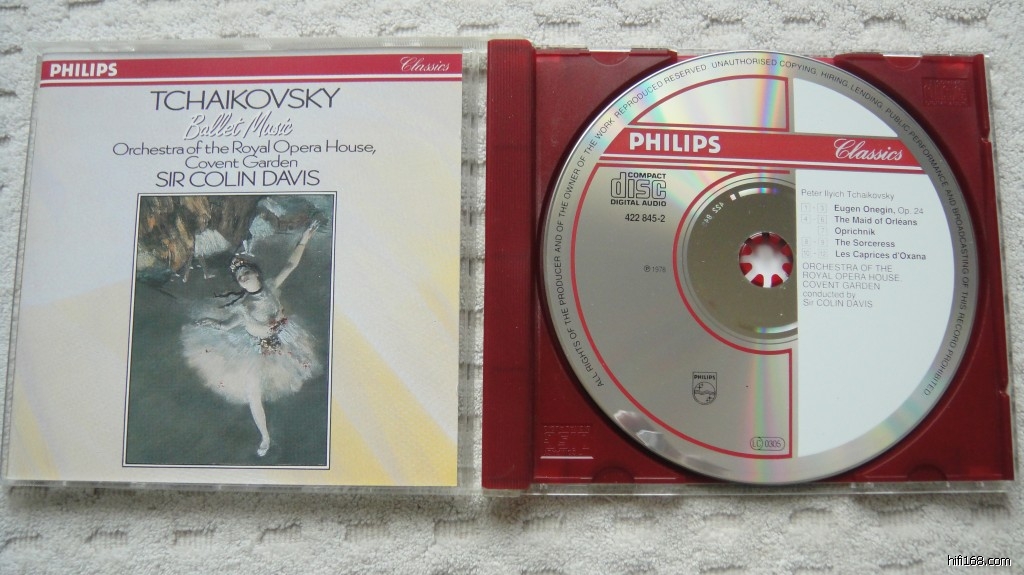 PHILIPS
Classics
TCHAIKOVSKY
Ballet Music
Orchestra of the Royal Opera House,
Covent Garden
SIR COLIN DAVIS
ALL RIGHTS OF THE PRODUCER AND OF THE OWNER OF THE WORK REPRODUCED RESERVED. UNAUTHORISED COPYING, HIRING, LENDING, PUBLIC PERFORMANCE AND BROADCASTING OF THIS RECORD PROHIBITED
PHILIPS
Classics
COMPACT
disc
DIGITAL AUDIO
422 845-2
℗ 1976
Peter Ilyich Tchaikovsky
Eugen Onegin, Op. 24
The Maid of Orleans
Oprichnik
The Sorceress
Les Caprices d'Oxana
ORCHESTRA OF THE
ROYAL OPERA HOUSE,
COVENT GARDEN
conducted by
Sir COLIN DAVIS
PHILIPS
LC 0305
hifi168.com